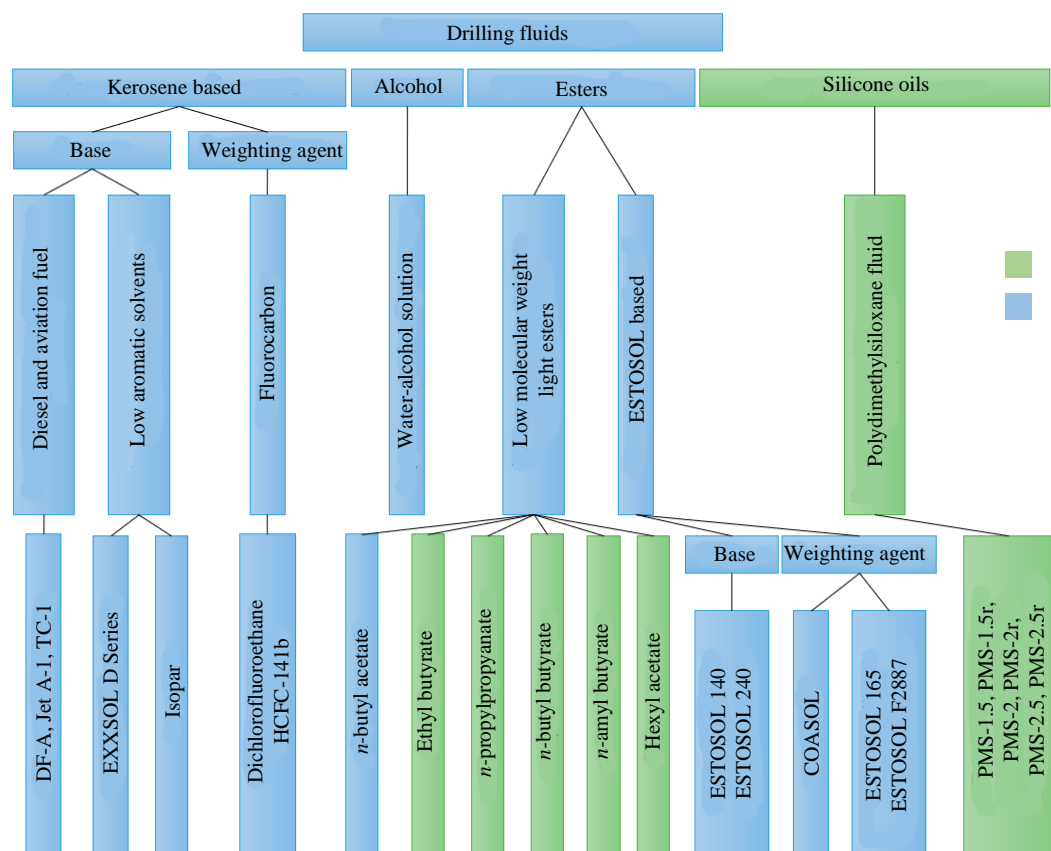 Drilling fluids
Kerosene based
Alcohol
Esters
Silicone oils
Base
Weighting agent
Diesel and aviation fuel
Low aromatic solvents
Fluorocarbon
Water-alcohol solution
Low molecular weight
light esters
ESTOSOL based
Polydimethylsiloxane fluid
Base
Weighting agent
DF-A, Jet A-1, TC-1
EXXSOL D Series
Isopar
Dichlorofluoroethane
HCFC-141b
n-butyl acetate
Ethyl butyrate
n-propylpropyanate
n-butyl butyrate
n-amyl butyrate
Hexyl acetate
ESTOSOL 140
ESTOSOL 240
COASOL
ESTOSOL 165
ESTOSOL F2887
PMS-1.5, PMS-1.5r,
PMS-2, PMS-2r,
PMS-2.5, PMS-2.5r